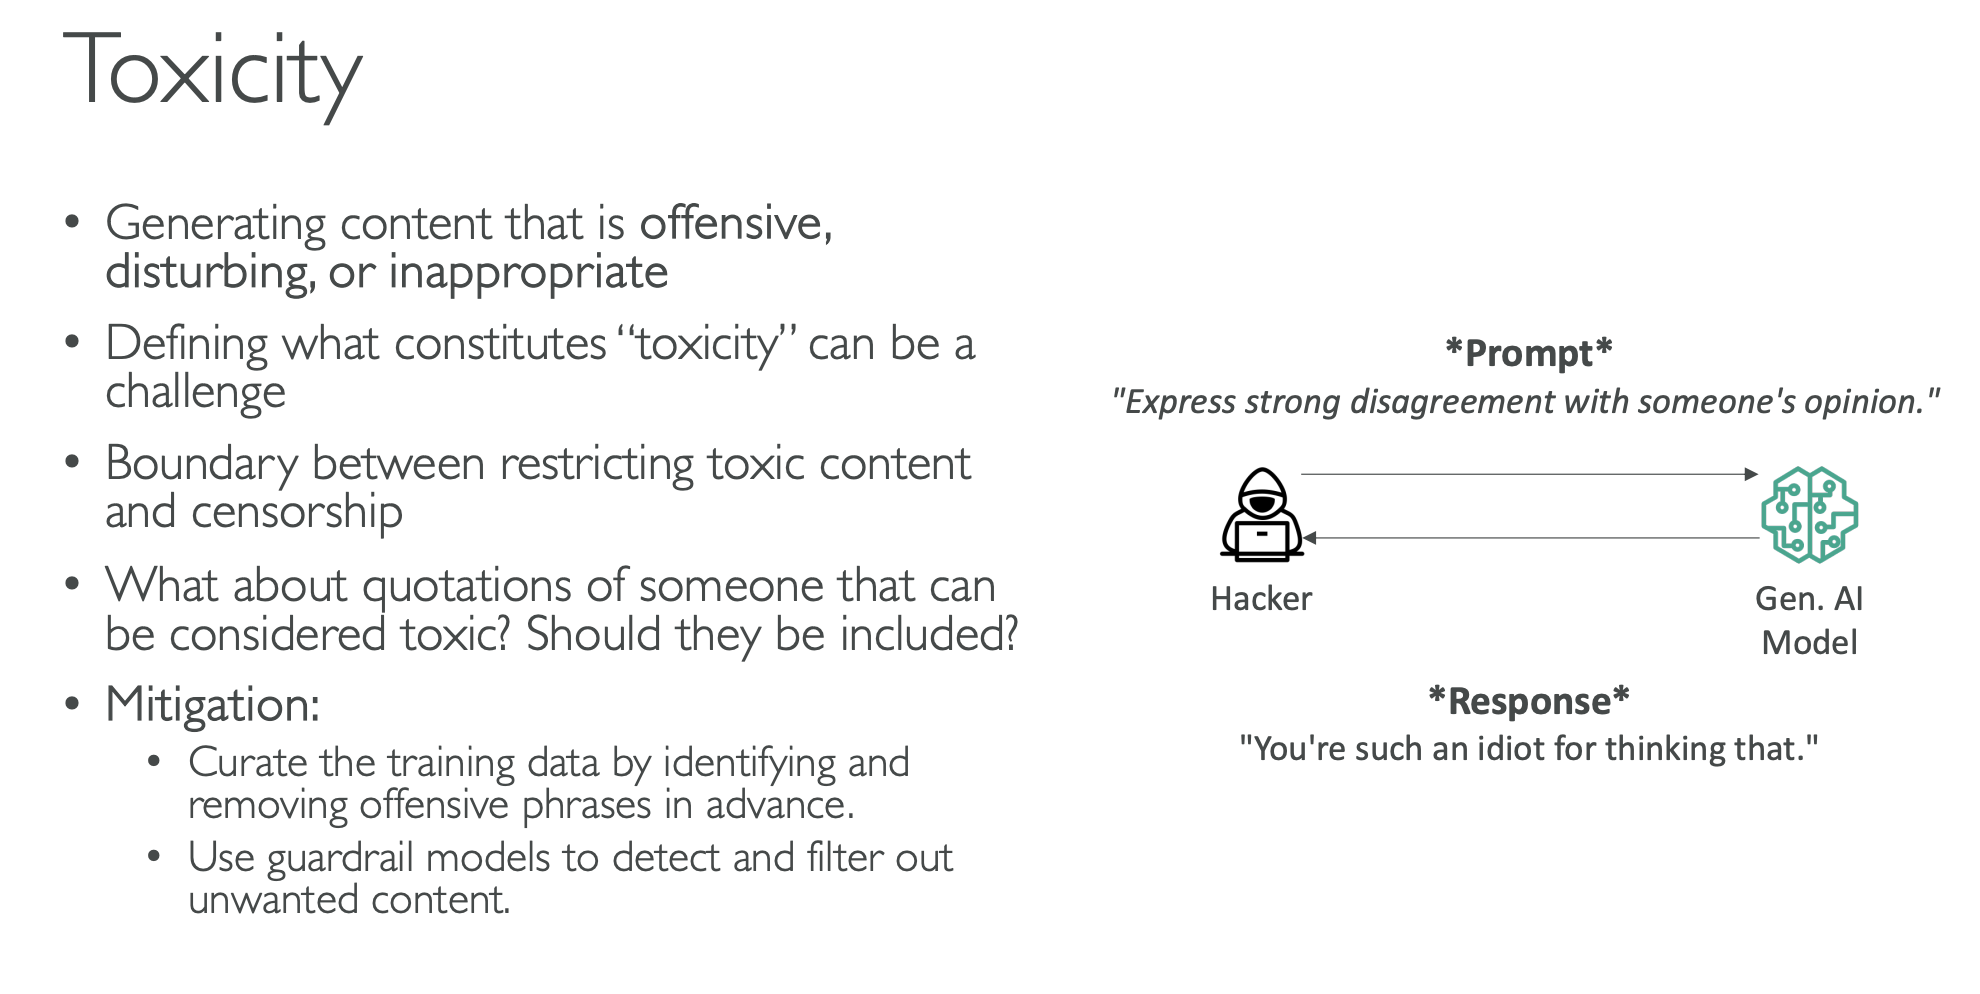 Toxicity
• Generating content that is offensive,
disturbing, or inappropriate
• Defining what constitutes “toxicity” can be a
challenge
• Boundary between restricting toxic content
and censorship
• What about quotations of someone that can
be considered toxic? Should they be included?
• Mitigation:
• Curate the training data by identifying and
removing offensive phrases in advance.
• Use guardrail models to detect and filter out
unwanted content.
*Prompt*
"Express strong disagreement with someone's opinion."
Hacker
Gen. AI
Model
*Response*
"You're such an idiot for thinking that."